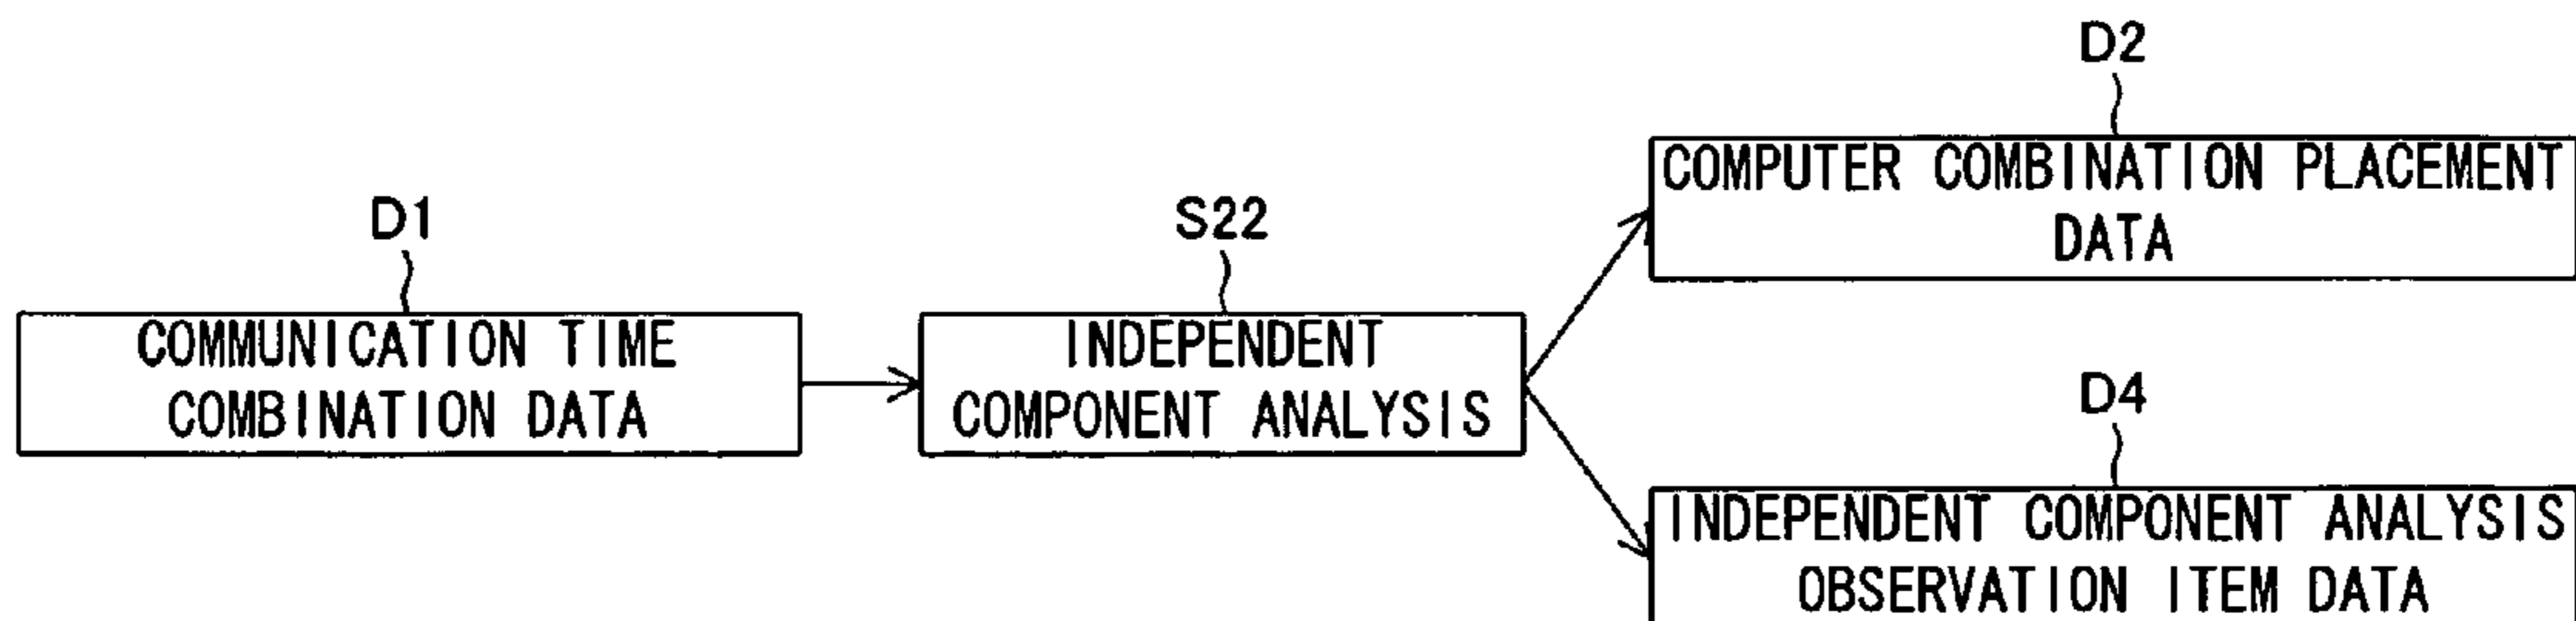 D1
COMMUNICATION TIME
COMBINATION DATA
S22
INDEPENDENT
COMPONENT ANALYSIS
D2
COMPUTER COMBINATION PLACEMENT
DATA
D4
INDEPENDENT COMPONENT ANALYSIS
OBSERVATION ITEM DATA